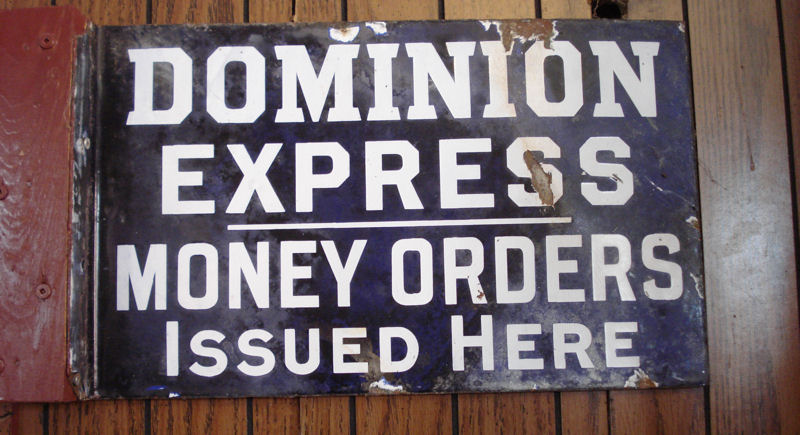 DOMINION
EXPRESS
MONEY ORDERS
ISSUED HERE